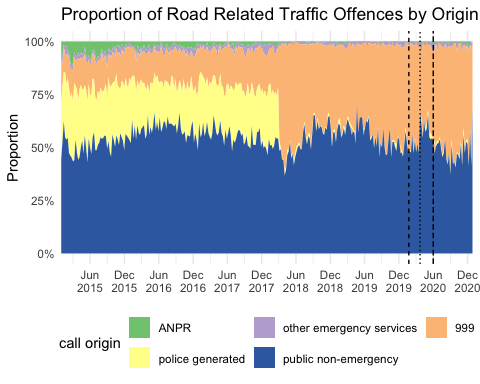 Proportion of Road Related Traffic Offences by Origin
100%
75%
50%
25%
0%
Proportion
Jun Dec Jun Dec Jun Dec Jun Dec Jun Dec Jun Dec
2015 2015 2016 2016 2017 2017 2018 2018 2019 2019 2020 2020
call origin
ANPR
other emergency services
999
police generated
public non-emergency